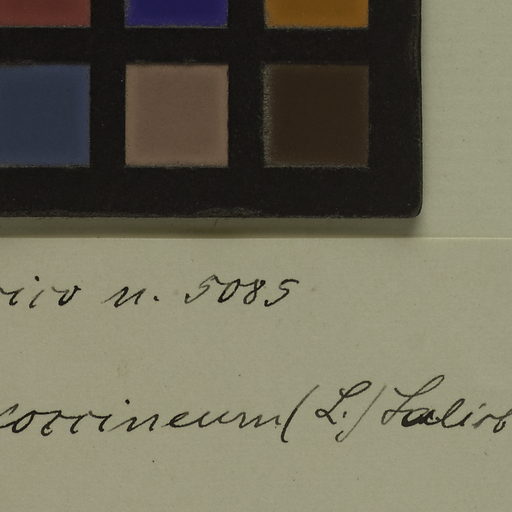 n. 5085
coccineum (L.) Salisb